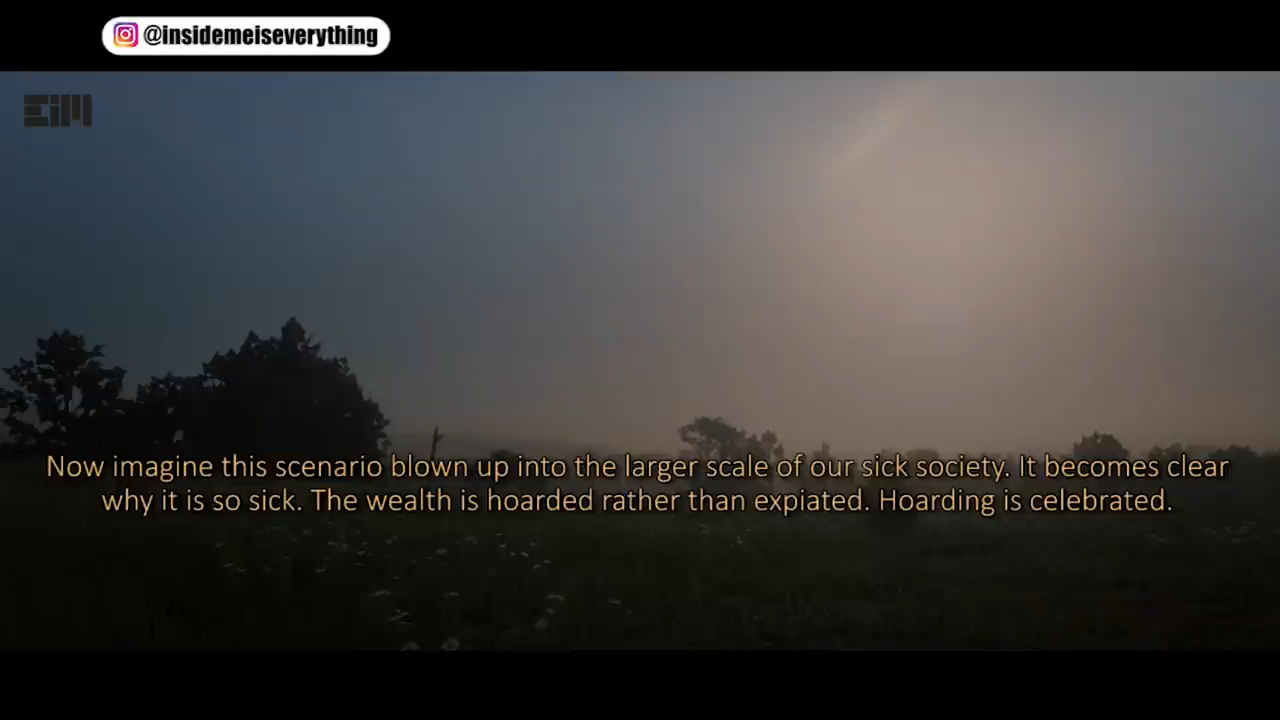 @insidemeiseverything
EIM
Now imagine this scenario blown up into the larger scale of our sick society. It becomes clear
why it is so sick. The wealth is hoarded rather than expiated. Hoarding is celebrated.